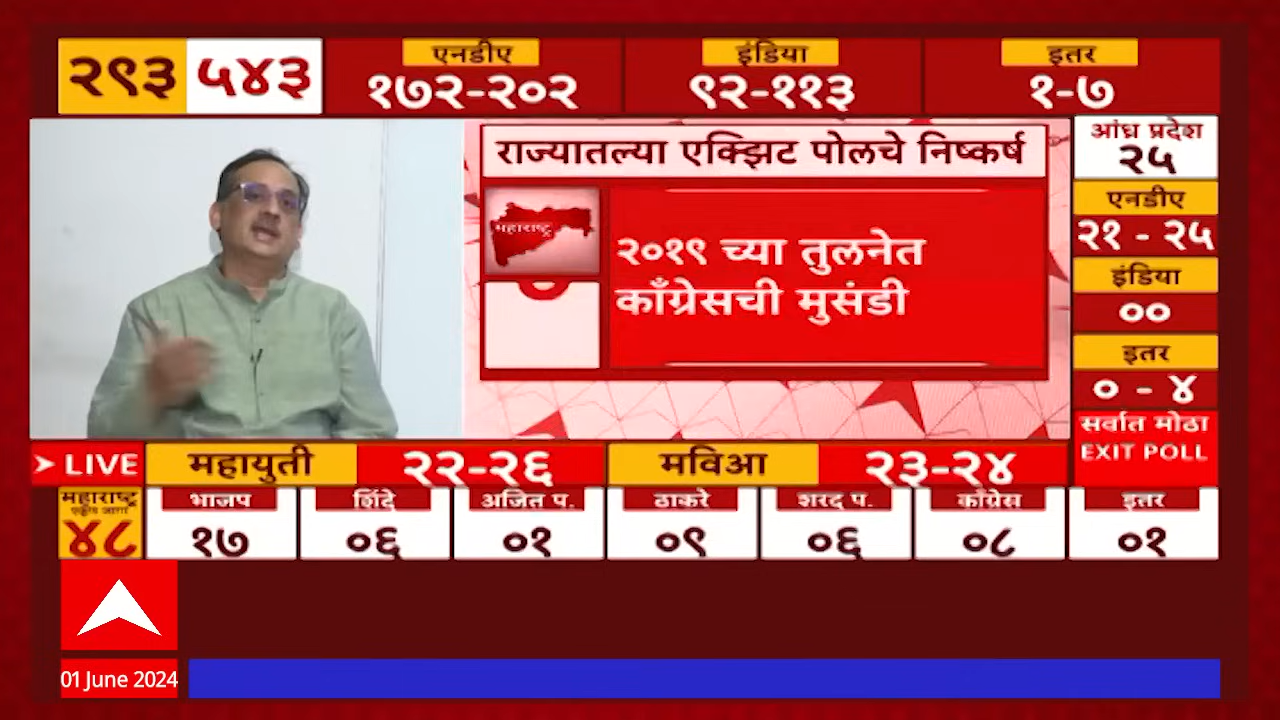 २९३
५४३
एनडीए
१७२-२०२
इंडिया
९२-११३
इतर
१-७
राज्यातल्या एक्झिट पोलचे निष्कर्ष
महाराष्ट्र
२०१९ च्या तुलनेत
काँग्रेसची मुसंडी
आंध्र प्रदेश
२५
एनडीए
२१ - २५
इंडिया
००
इतर
० - ४
सर्वात मोठा
EXIT POLL
LIVE
महायुती
२२-२६
मविआ
२३-२४
महाराष्ट्र
एकूण जागा
४८
भाजप
१७
शिंदे
०६
अजित प.
०१
ठाकरे
०९
शरद प.
०६
काँग्रेस
०८
इतर
०१
01 June 2024